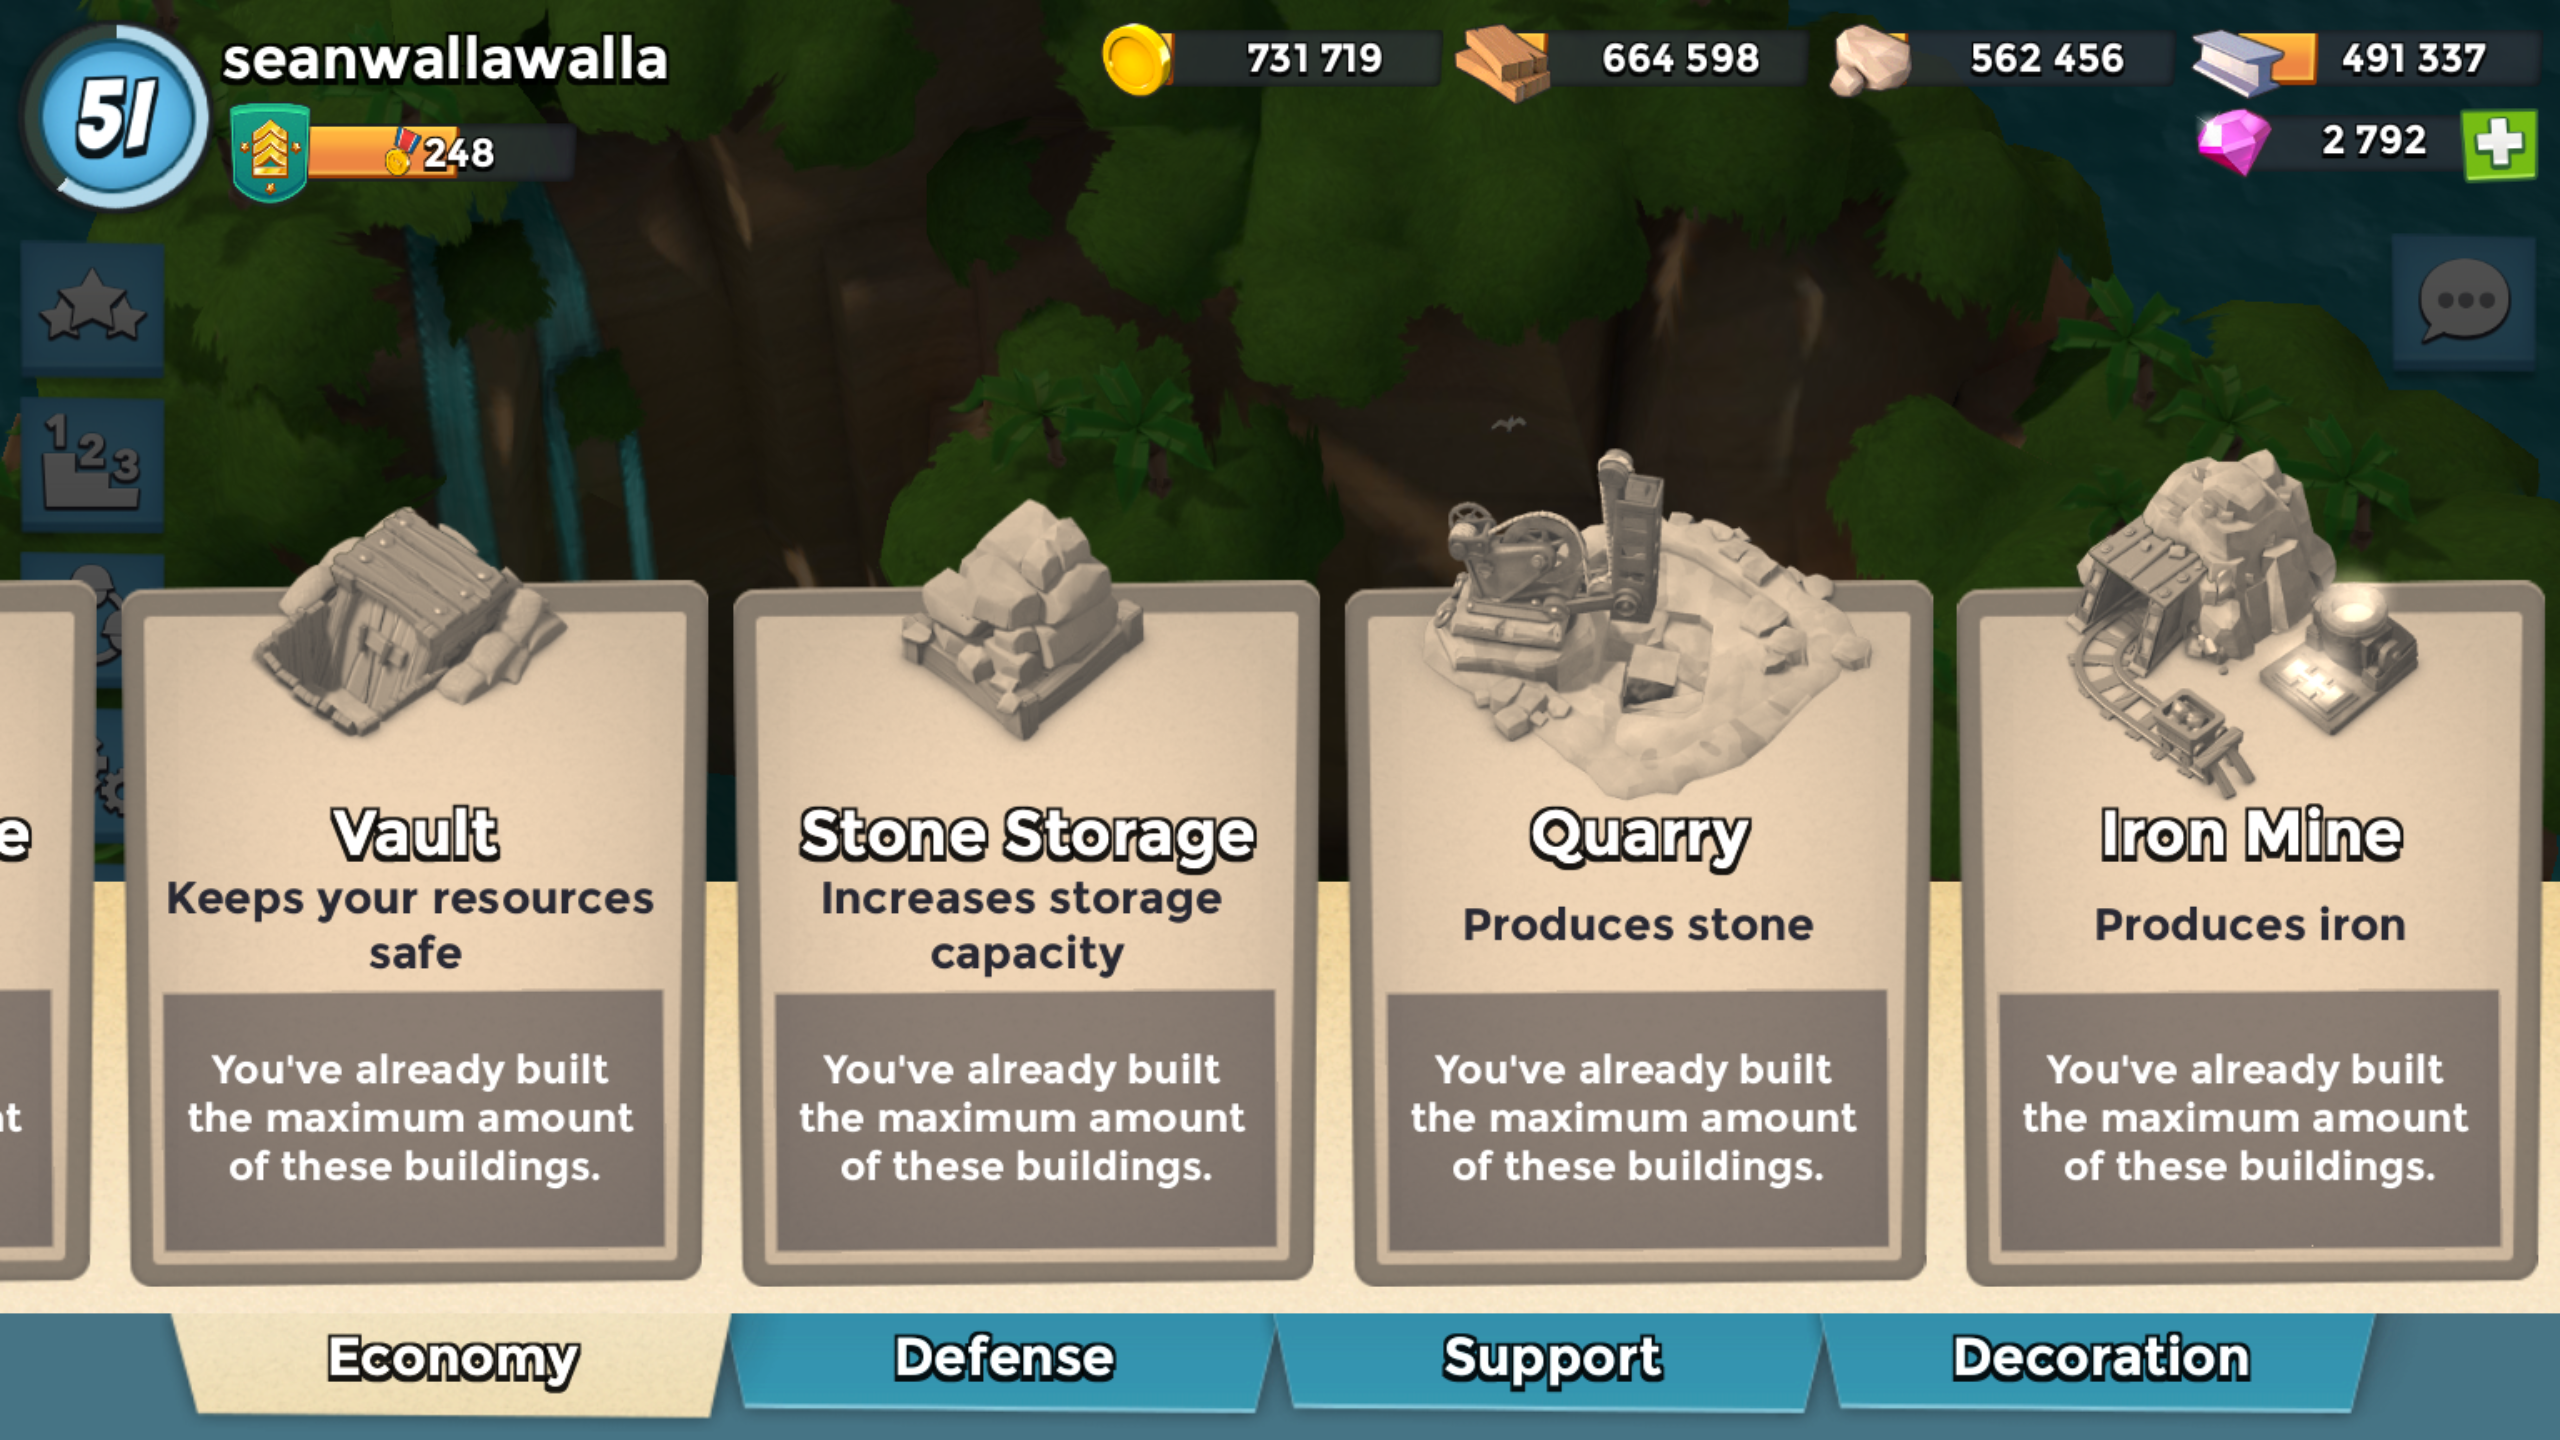 51
seanwallawalla
248
731 719
664 598
562 456
491 337
2 792
1 2 3
e
Vault
Keeps your resources
safe
You've already built
the maximum amount
of these buildings.
Stone Storage
Increases storage
capacity
You've already built
the maximum amount
of these buildings.
Quarry
Produces stone
You've already built
the maximum amount
of these buildings.
Iron Mine
Produces iron
You've already built
the maximum amount
of these buildings.
Economy
Defense
Support
Decoration